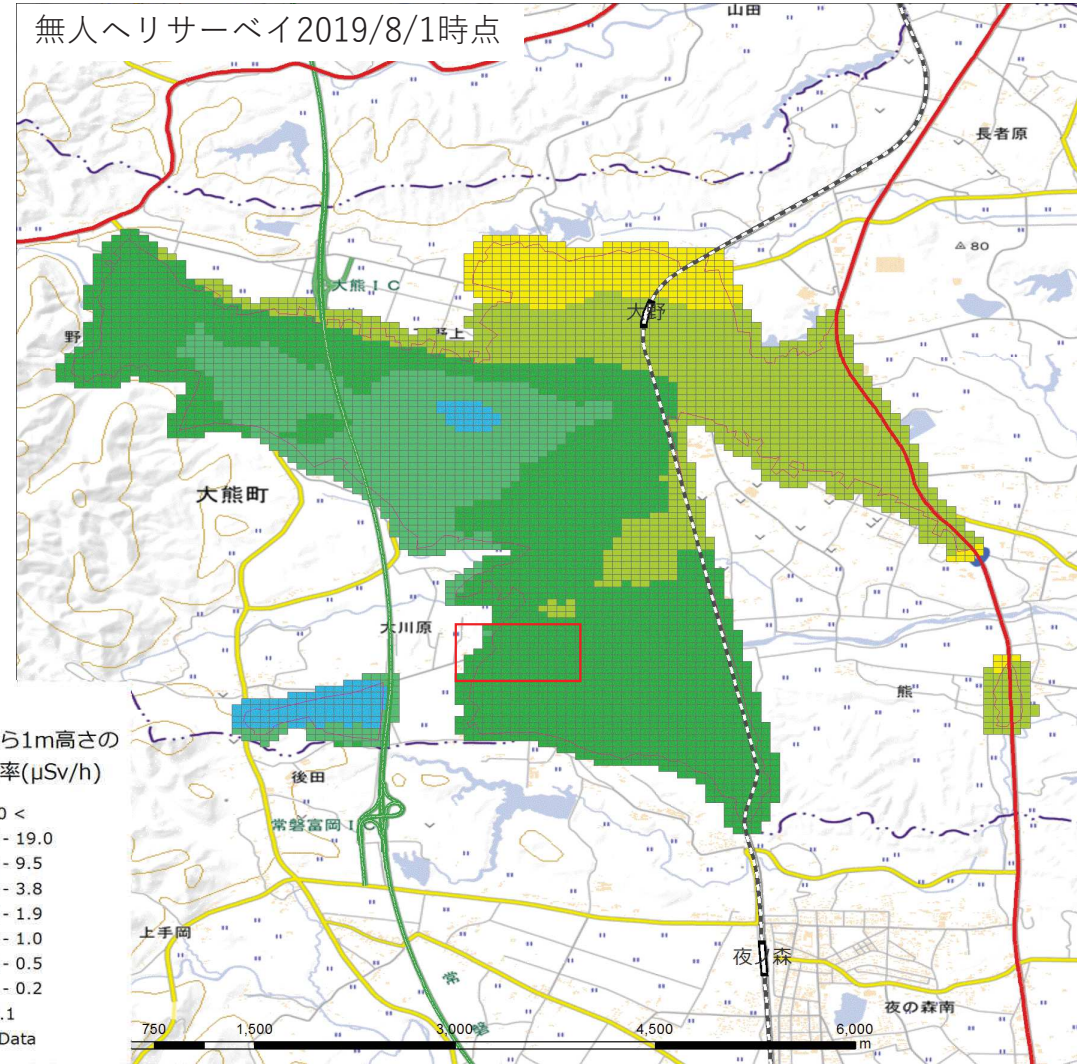 無人ヘリサーベイ2019/8/1時点
山田
長者原
80
大熊IC
大野
野
野上
大熊町
大川原
熊
ら1m高さの
率(μSv/h)
後田
常磐富岡IC
0 <
- 19.0
- 9.5
- 3.8
- 1.9
- 1.0
- 0.5
- 0.2
.1
Data
上手岡
夜ノ森
常
磐
夜の森南
750 1,500 3,000 4,500 6,000
m